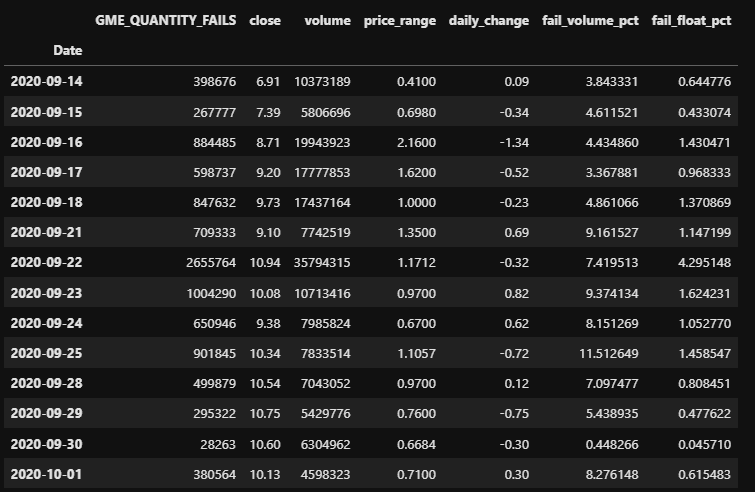 GME_QUANTITY_FAILS close volume price_range daily_change fail_volume_pct fail_float_pct
Date
2020-09-14 398676 6.91 10373189 0.4100 0.09 3.843331 0.644776
2020-09-15 267777 7.39 5806696 0.6980 -0.34 4.611521 0.433074
2020-09-16 884485 8.71 19943923 2.1600 -1.34 4.434860 1.430471
2020-09-17 598737 9.20 17777853 1.6200 -0.52 3.367881 0.968333
2020-09-18 847632 9.73 17437164 1.0000 -0.23 4.861066 1.370869
2020-09-21 709333 9.10 7742519 1.3500 0.69 9.161527 1.147199
2020-09-22 2655764 10.94 35794315 1.1712 -0.32 7.419513 4.295148
2020-09-23 1004290 10.08 10713416 0.9700 0.82 9.374134 1.624231
2020-09-24 650946 9.38 7985824 0.6700 0.62 8.151269 1.052770
2020-09-25 901845 10.34 7833514 1.1057 -0.72 11.512649 1.458547
2020-09-28 499879 10.54 7043052 0.9700 0.12 7.097477 0.808451
2020-09-29 295322 10.75 5429776 0.7600 -0.75 5.438935 0.477622
2020-09-30 28263 10.60 6304962 0.6684 -0.30 0.448266 0.045710
2020-10-01 380564 10.13 4598323 0.7100 0.30 8.276148 0.615483